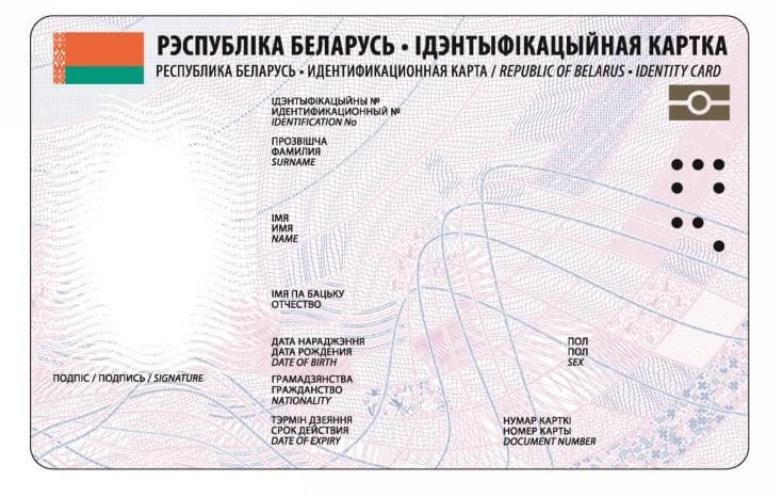 РЭСПУБЛІКА БЕЛАРУСЬ • ІДЭНТЫФІКАЦЫЙНАЯ КАРТКА
РЕСПУБЛИКА БЕЛАРУСЬ • ИДЕНТИФИКАЦИОННАЯ КАРТА / REPUBLIC OF BELARUS • IDENTITY CARD
ІДЭНТЫФІКАЦЫЙНЫ №
ИДЕНТИФИКАЦИОННЫЙ №
IDENTIFICATION No
ПРОЗВІШЧА
ФАМИЛИЯ
SURNAME
ІМЯ
ИМЯ
NAME
ІМЯ ПА БАЦЬКУ
ОТЧЕСТВО
ДАТА НАРАДЖЭННЯ
ДАТА РОЖДЕНИЯ
DATE OF BIRTH
ПОЛ
ПОЛ
SEX
ПОДПІС / ПОДПИСЬ / SIGNATURE
ГРАМАДЗЯНСТВА
ГРАЖДАНСТВО
NATIONALITY
ТЭРМІН ДЗЕЯННЯ
СРОК ДЕЙСТВИЯ
DATE OF EXPIRY
НУМАР КАРТКІ
НОМЕР КАРТЫ
DOCUMENT NUMBER